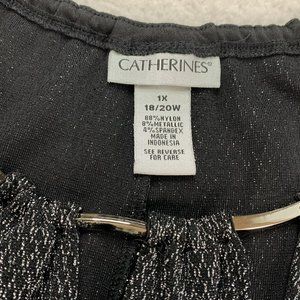 CATHERINES®
1X
18/20W
88% NYLON
8% METALLIC
4% SPANDEX
MADE IN
INDONESIA
SEE REVERSE
FOR CARE